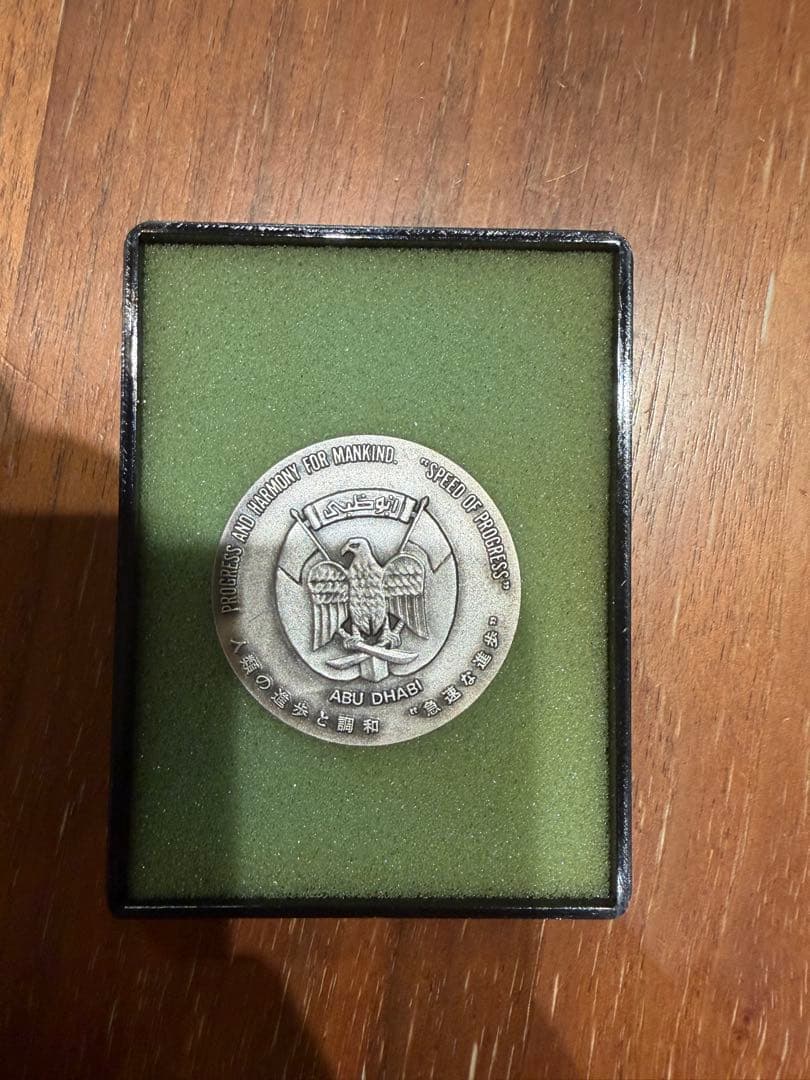 PROGRESS AND HARMONY FOR MANKIND. "SPEED OF PROGRESS"
ابوظبي
ABU DHABI
人類の進歩と調和 "急速な進歩"